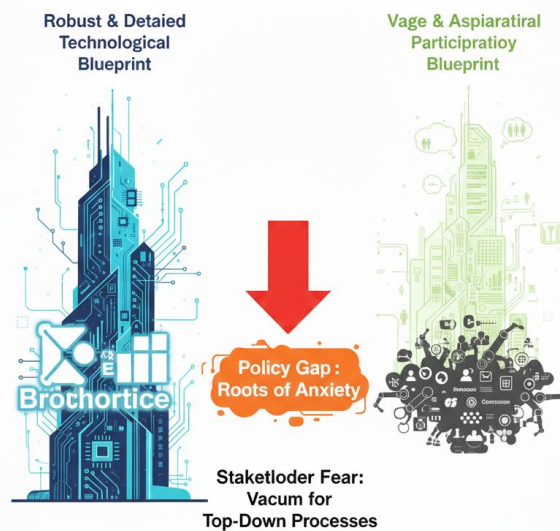 Robust & Detaied
Technological
Blueprint
Vage & Aspiaratiral
Participratioy
Blueprint
Brochortice
Policy Gap :
Roots of Anxiety
Staketloder Fear:
Vacum for
Top-Down Processes